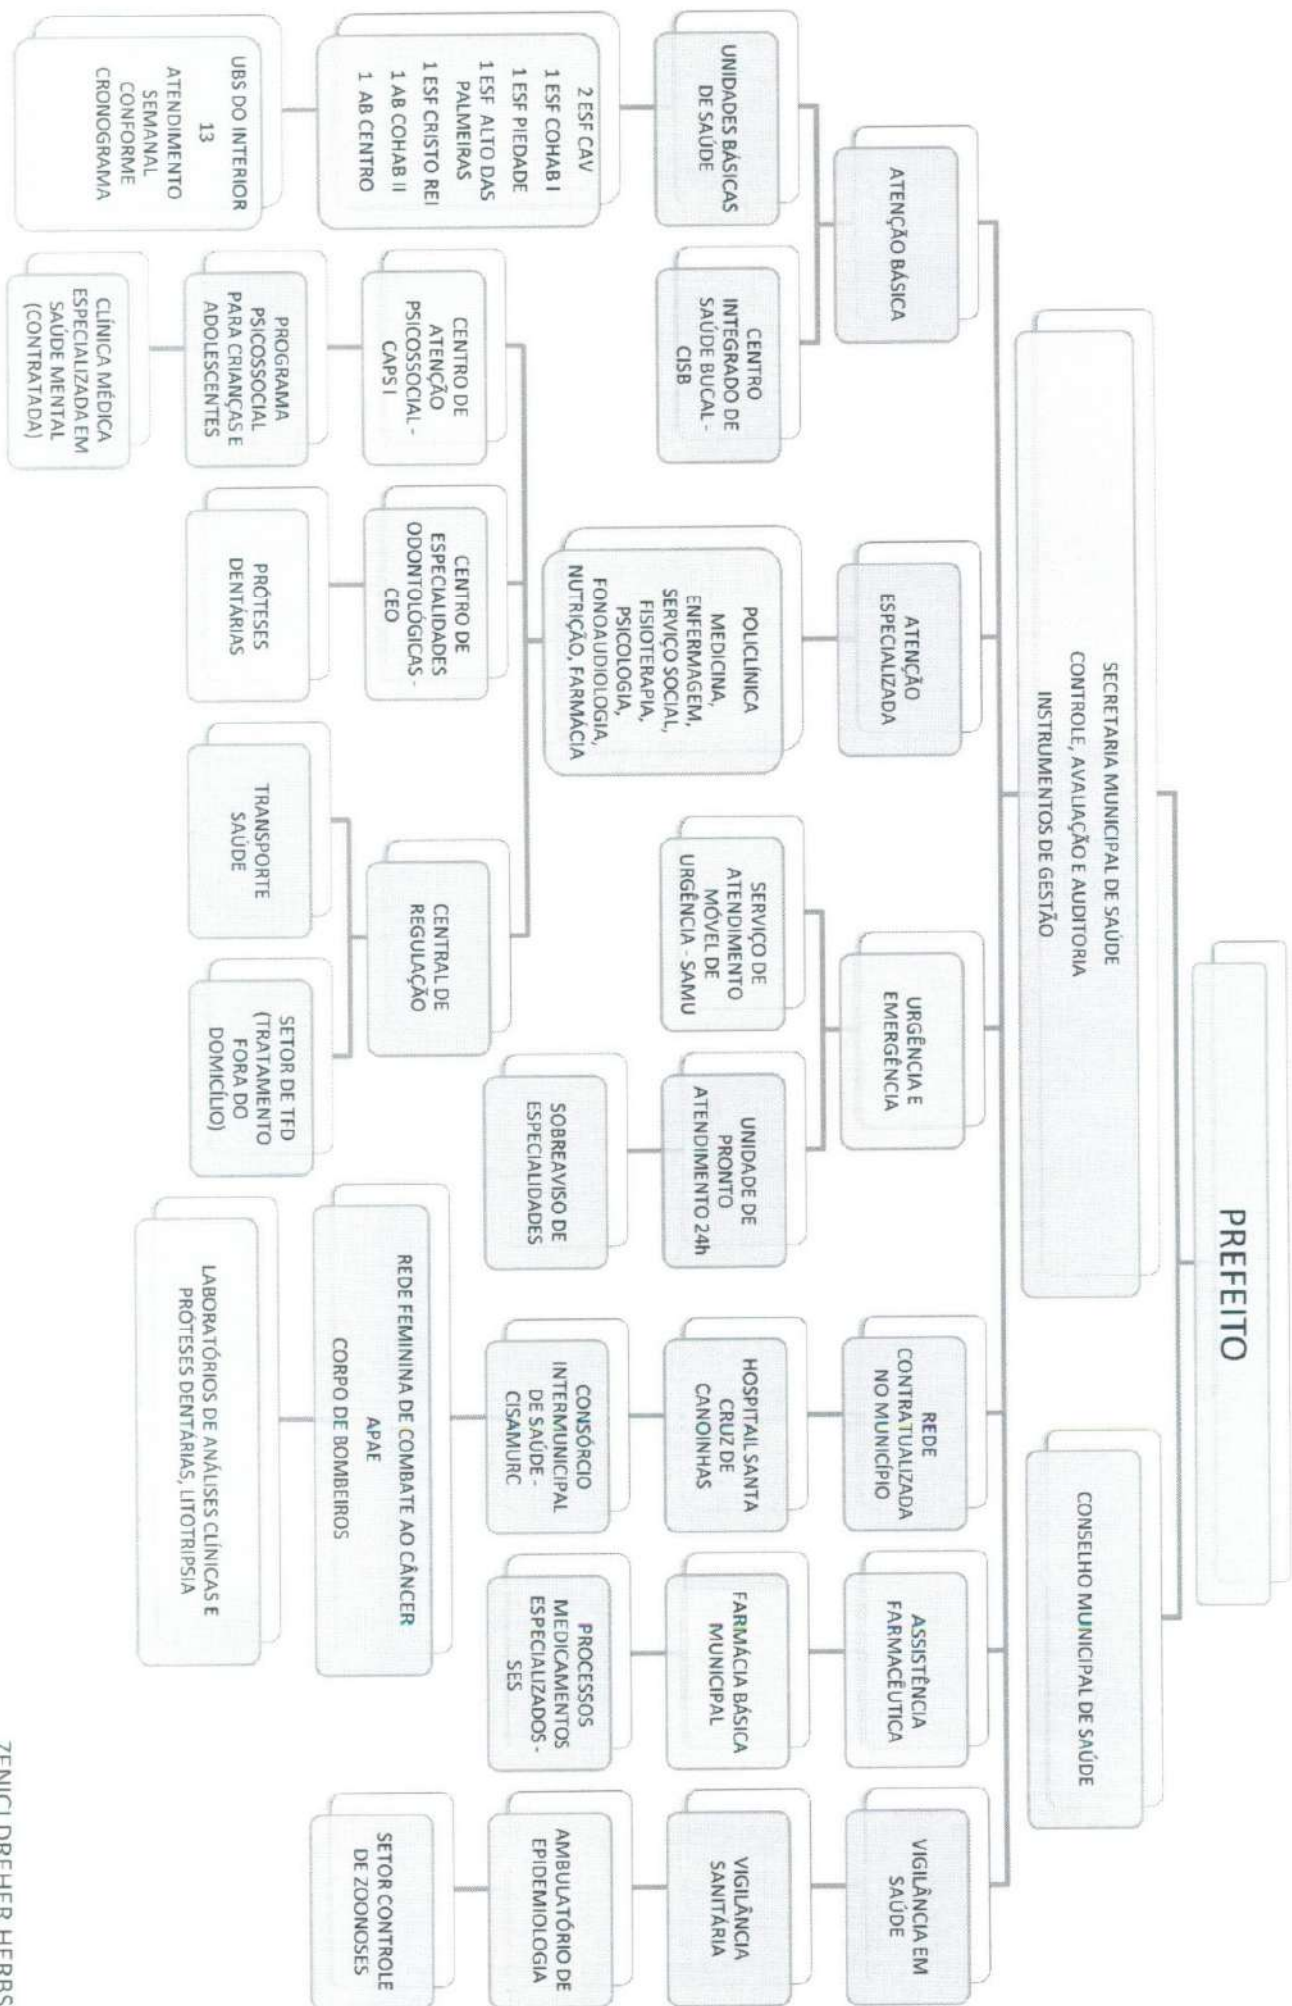 PREFEITO
SECRETARIA MUNICIPAL DE SAÚDE
CONTROLE, AVALIAÇÃO E AUDITORIA
INSTRUMENTOS DE GESTÃO
CONSELHO MUNICIPAL DE SAÚDE
ATENÇÃO BÁSICA
UNIDADES BÁSICAS
DE SAÚDE
2 ESF CAV
1 ESF COHAB I
1 ESF PIEDADE
1 ESF ALTO DAS
PALMEIRAS
1 ESF CRISTO REI
1 AB COHAB II
1 AB CENTRO
UBS DO INTERIOR
13
ATENDIMENTO
SEMANAL
CONFORME
CRONOGRAMA
CENTRO
INTEGRADO DE
SAÚDE BUCAL -
CISB
ATENÇÃO
ESPECIALIZADA
POLICLÍNICA
MEDICINA,
ENFERMAGEM,
SERVIÇO SOCIAL,
FISIOTERAPIA,
PSICOLOGIA,
FONOAUDIOLOGIA,
NUTRIÇÃO, FARMÁCIA
CENTRO DE
ATENÇÃO
PSICOSSOCIAL -
CAPS I
PROGRAMA
PSICOSSOCIAL
PARA CRIANÇAS E
ADOLESCENTES
CLÍNICA MÉDICA
ESPECIALIZADA EM
SAÚDE MENTAL
(CONTRATADA)
CENTRO DE
ESPECIALIDADES
ODONTOLÓGICAS -
CEO
PRÓTESES
DENTÁRIAS
CENTRAL DE
REGULAÇÃO
TRANSPORTE
SAÚDE
SETOR DE TFD
(TRATAMENTO
FORA DO
DOMICÍLIO)
URGÊNCIA E
EMERGÊNCIA
SERVIÇO DE
ATENDIMENTO
MÓVEL DE
URGÊNCIA - SAMU
UNIDADE DE
PRONTO
ATENDIMENTO 24h
SOBREAVISO DE
ESPECIALIDADES
REDE
CONTRATUALIZADA
NO MUNICÍPIO
HOSPITAIL SANTA
CRUZ DE
CANOINHAS
CONSÓRCIO
INTERMUNICIPAL
DE SAÚDE -
CISAMURC
REDE FEMININA DE COMBATE AO CÂNCER
APAE
CORPO DE BOMBEIROS
LABORATÓRIOS DE ANÁLISES CLÍNICAS E
PRÓTESES DENTÁRIAS, LITOTRIPSIA
ASSISTÊNCIA
FARMACÊUTICA
FARMÁCIA BÁSICA
MUNICIPAL
PROCESSOS
MEDICAMENTOS
ESPECIALIZADOS -
SES
VIGILÂNCIA EM
SAÚDE
VIGILÂNCIA
SANITÁRIA
AMBULATÓRIO DE
EPIDEMIOLOGIA
SETOR CONTROLE
DE ZOONOSES
ZENICI DREHER HERBS